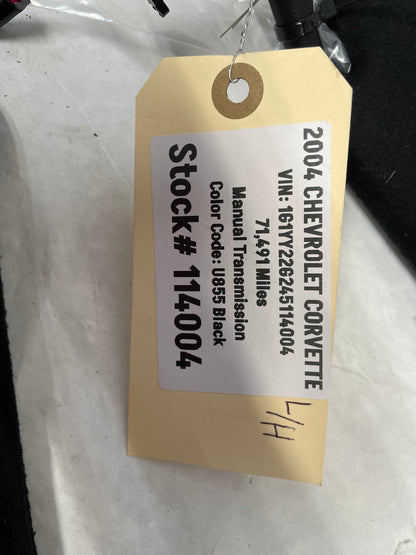 2004 CHEVROLET CORVETTE
VIN: 1G1YY22G245114004
71,491 Miles
Manual Transmission
Color Code: U855 Black
Stock# 114004
L/H